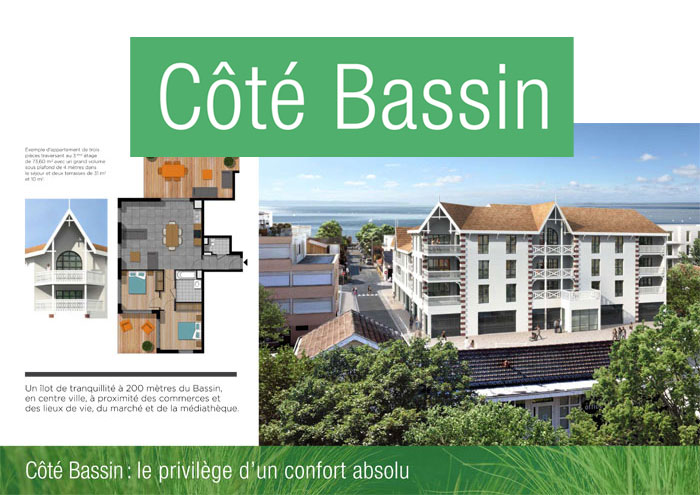 Côté Bassin
Exemple d'appartement de trois
pièces traversant au 3ème étage
de 73,60 m² avec un grand volume
sous plafond de 4 mètres dans
le séjour et deux terrasses de 31 m²
et 10 m².
Un îlot de tranquillité à 200 mètres du Bassin,
en centre ville, à proximité des commerces et
des lieux de vie, du marché et de la médiathèque.
Côté Bassin : le privilège d'un confort absolu